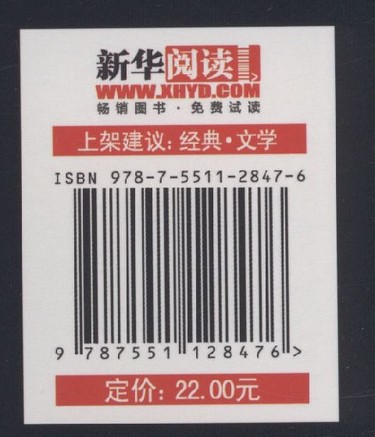 新华阅读
WWW.XHYD.COM
畅销图书·免费试读
上架建议：经典·文学
ISBN 978-7-5511-2847-6
9 787551 128476 >
定价：22.00元